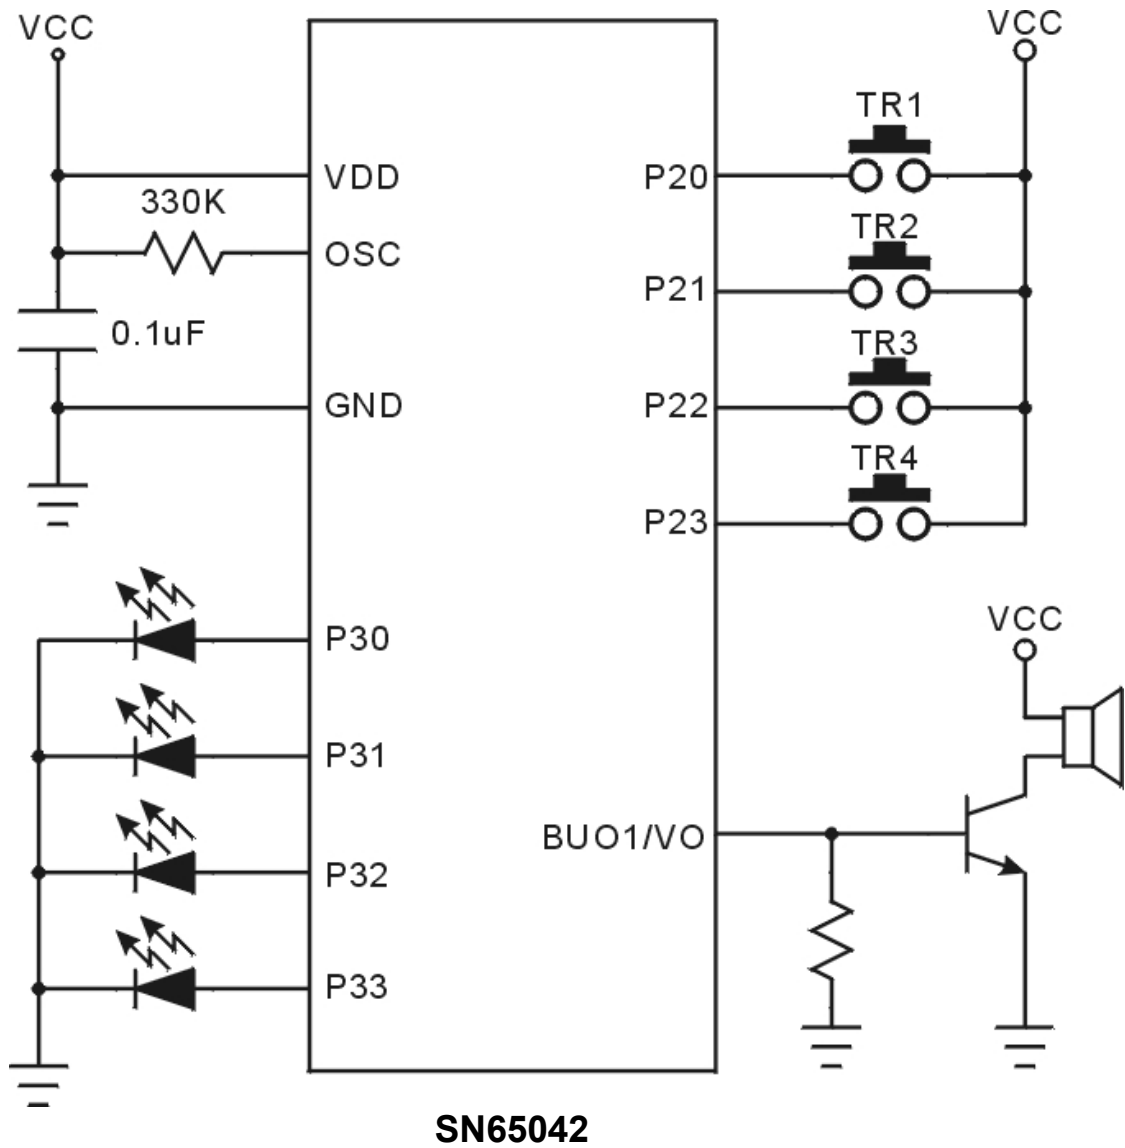 VCC
VCC
TR1
VDD
P20
330K
TR2
OSC
P21
0.1uF
TR3
GND
P22
TR4
P23
P30
VCC
P31
BUO1/VO
P32
P33
SN65042